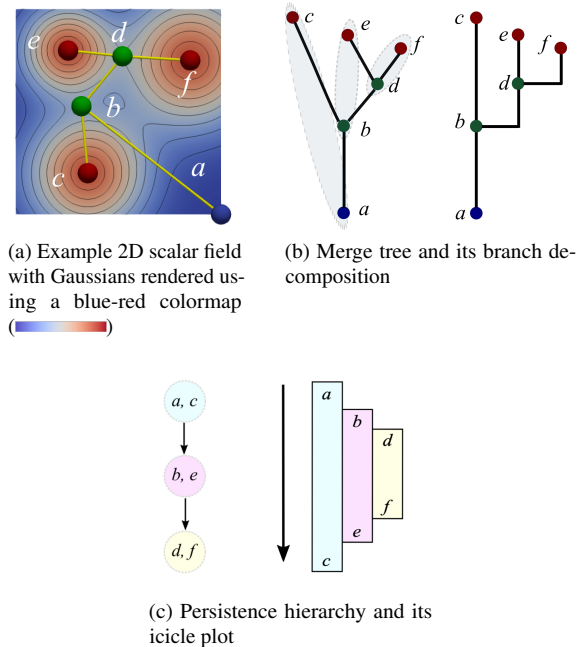 e d f b c a
c e f d b a
c e f d b a
(a) Example 2D scalar field
with Gaussians rendered us-
ing a blue-red colormap
( )
(b) Merge tree and its branch de-
composition
a, c
b, e
d, f
a b d f e c
(c) Persistence hierarchy and its
icicle plot